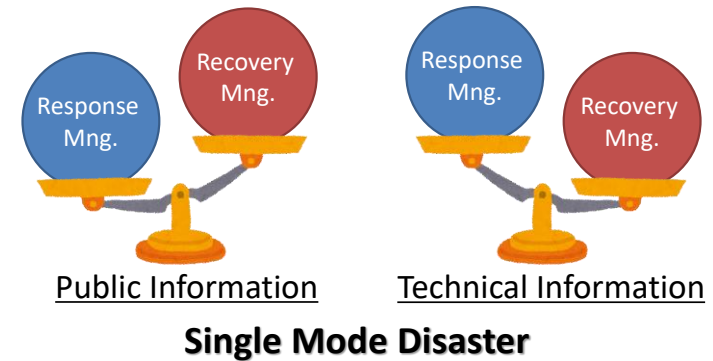 Response
Mng.
Recovery
Mng.
Response
Mng.
Recovery
Mng.
Public Information
Technical Information
Single Mode Disaster